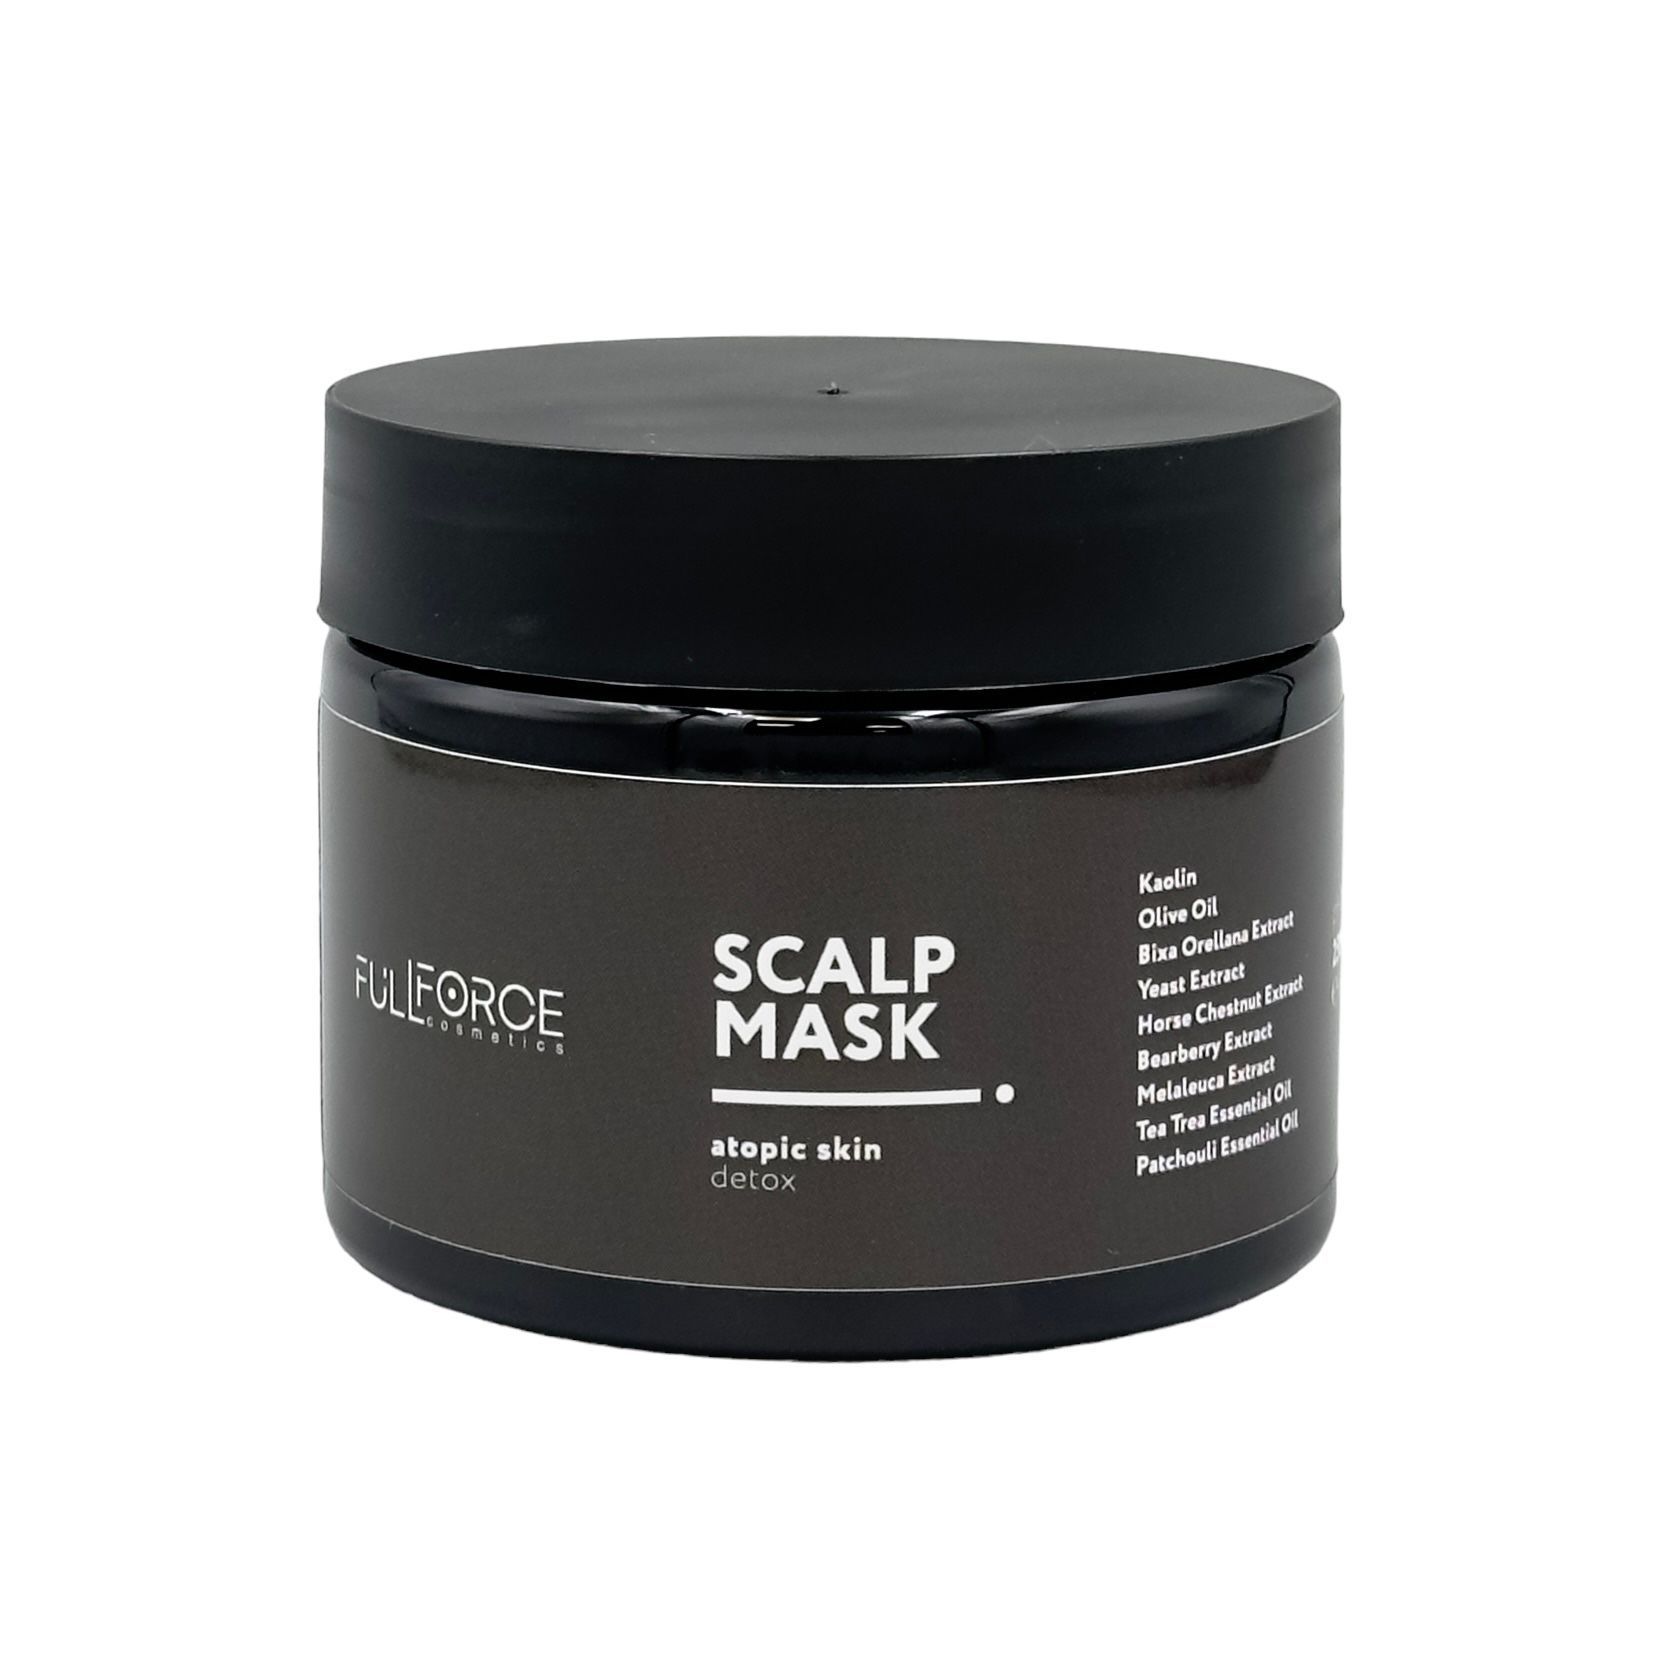 FULLFORCE
cosmetics
SCALP
MASK
atopic skin
detox
Kaolin
Olive Oil
Bixa Orellana Extract
Yeast Extract
Horse Chestnut Extract
Bearberry Extract
Melaleuca Extract
Tea Trea Essential Oil
Patchouli Essential Oil